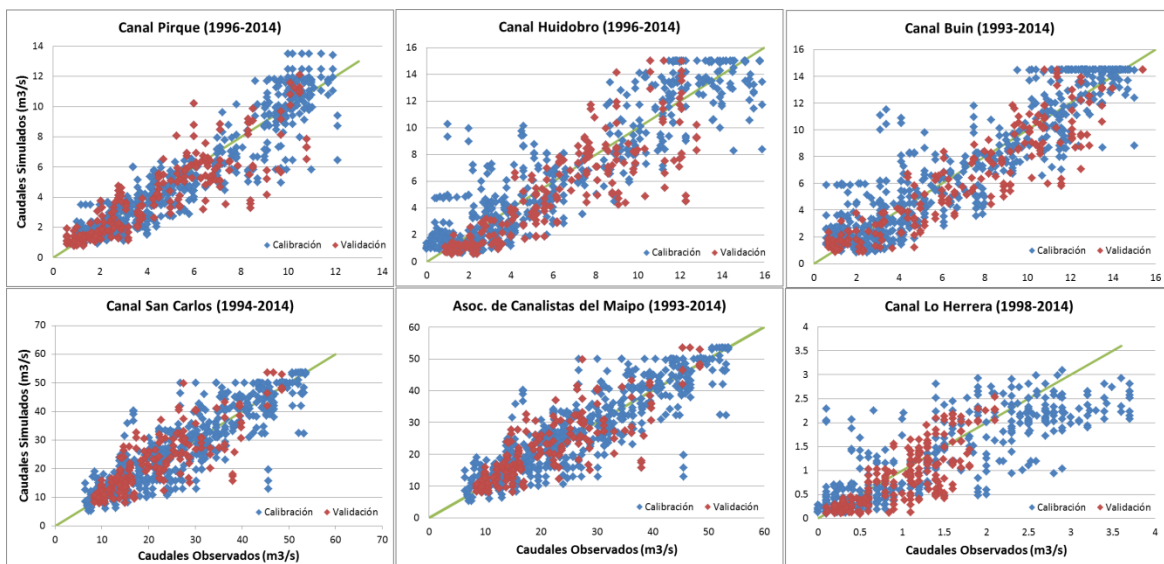 Canal Pirque (1996-2014)
Caudales Simulados (m3/s)
14
12
10
8
6
4
2
0
Calibración
Validación
0 2 4 6 8 10 12 14
Canal Huidobro (1996-2014)
16
14
12
10
8
6
4
2
0
Calibración
Validación
0 2 4 6 8 10 12 14 16
Canal Buin (1993-2014)
16
14
12
10
8
6
4
2
0
Calibración
Validación
0 2 4 6 8 10 12 14 16
Canal San Carlos (1994-2014)
Caudales Simulados (m3/s)
70
60
50
40
30
20
10
0
Calibración
Validación
0 10 20 30 40 50 60 70
Caudales Observados (m3/s)
Asoc. de Canalistas del Maipo (1993-2014)
60
50
40
30
20
10
0
Calibración
Validación
0 10 20 30 40 50 60
Caudales Observados (m3/s)
Canal Lo Herrera (1998-2014)
4
3.5
3
2.5
2
1.5
1
0.5
0
Calibración
Validación
0 0.5 1 1.5 2 2.5 3 3.5 4
Caudales Observados (m3/s)